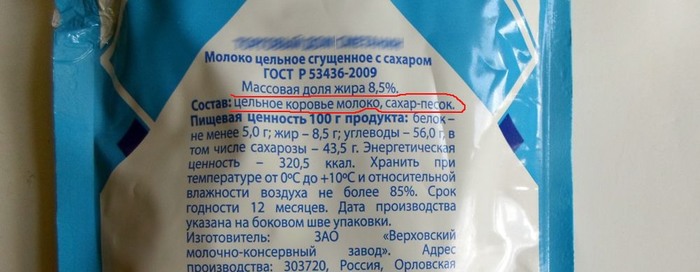 Молоко цельное сгущенное с сахаром
ГОСТ Р 53436-2009
Массовая доля жира 8,5%.
Состав: цельное коровье молоко, сахар-песок.
Пищевая ценность 100 г продукта: белок –
не менее 5,0 г; жир – 8,5 г; углеводы – 56,0 г, в
том числе сахарозы – 43,5 г. Энергетическая
ценность – 320,5 ккал. Хранить при
температуре от 0°С до +10°С и относительной
влажности воздуха не более 85%. Срок
годности 12 месяцев. Дата производства
указана на боковом шве упаковки.
Изготовитель: ЗАО «Верховский
молочно-консервный завод». Адрес
производства: 303720, Россия, Орловская